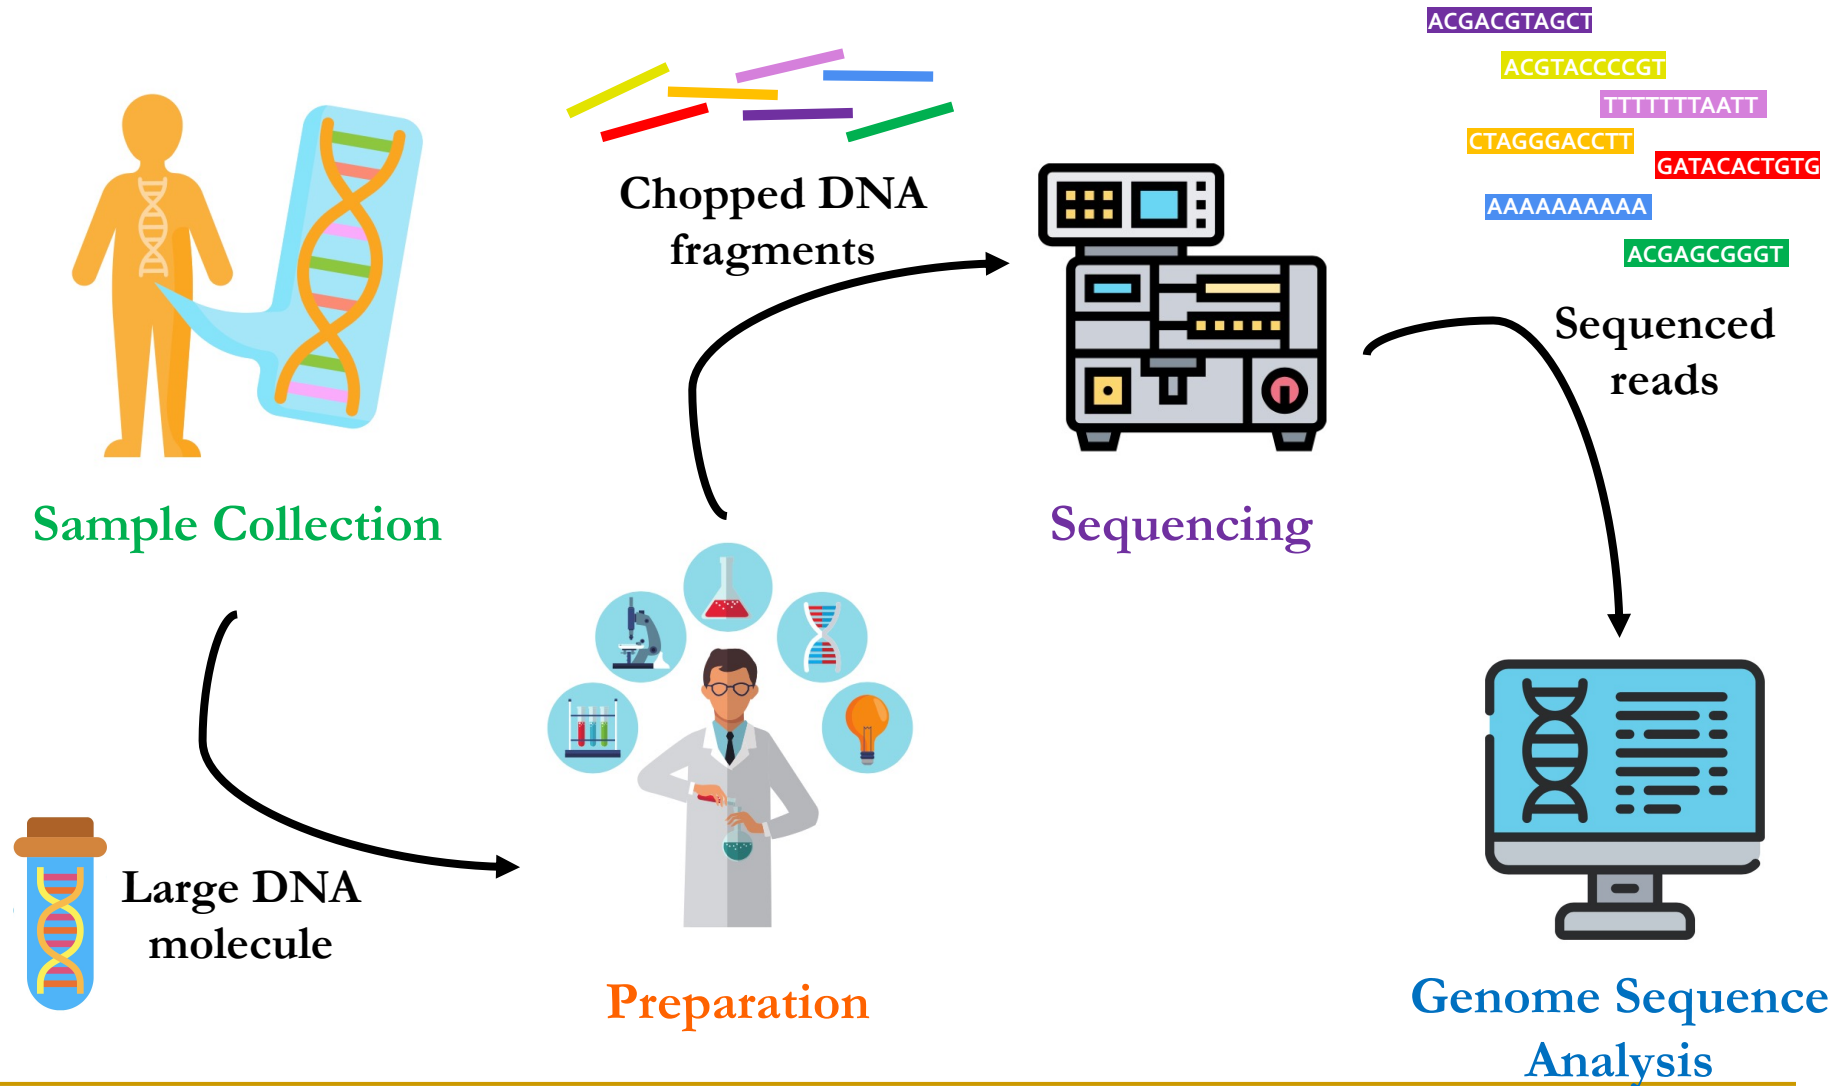 ACGACGTAGCT
ACGTACCCCGT
TTTTTTTAATT
CTAGGGACCTT
GATACACTGTG
AAAAAAAAAA
ACGAGCGGGT
Chopped DNA
fragments
Sequenced
reads
Sample Collection
Sequencing
Large DNA
molecule
Preparation
Genome Sequence
Analysis